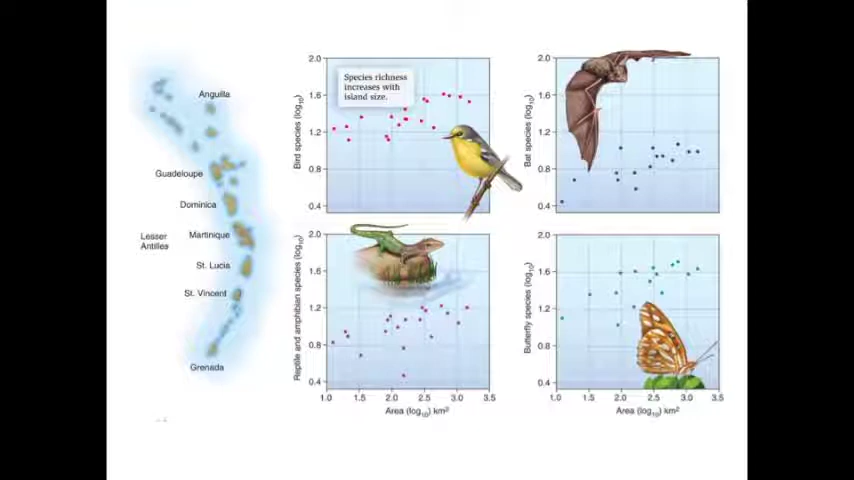 Anguilla
Guadeloupe
Dominica
Martinique
Lesser
Antilles
St. Lucia
St. Vincent
Grenada
2.0
1.6
1.2
0.8
0.4
Bird species (log10)
Species richness
increases with
island size.
2.0
1.6
1.2
0.8
0.4
Bat species (log10)
2.0
1.6
1.2
0.8
0.4
Reptile and amphibian species (log10)
1.0 1.5 2.0 2.5 3.0 3.5
Area (log10) km2
2.0
1.6
1.2
0.8
0.4
Butterfly species (log10)
1.0 1.5 2.0 2.5 3.0 3.5
Area (log10) km2